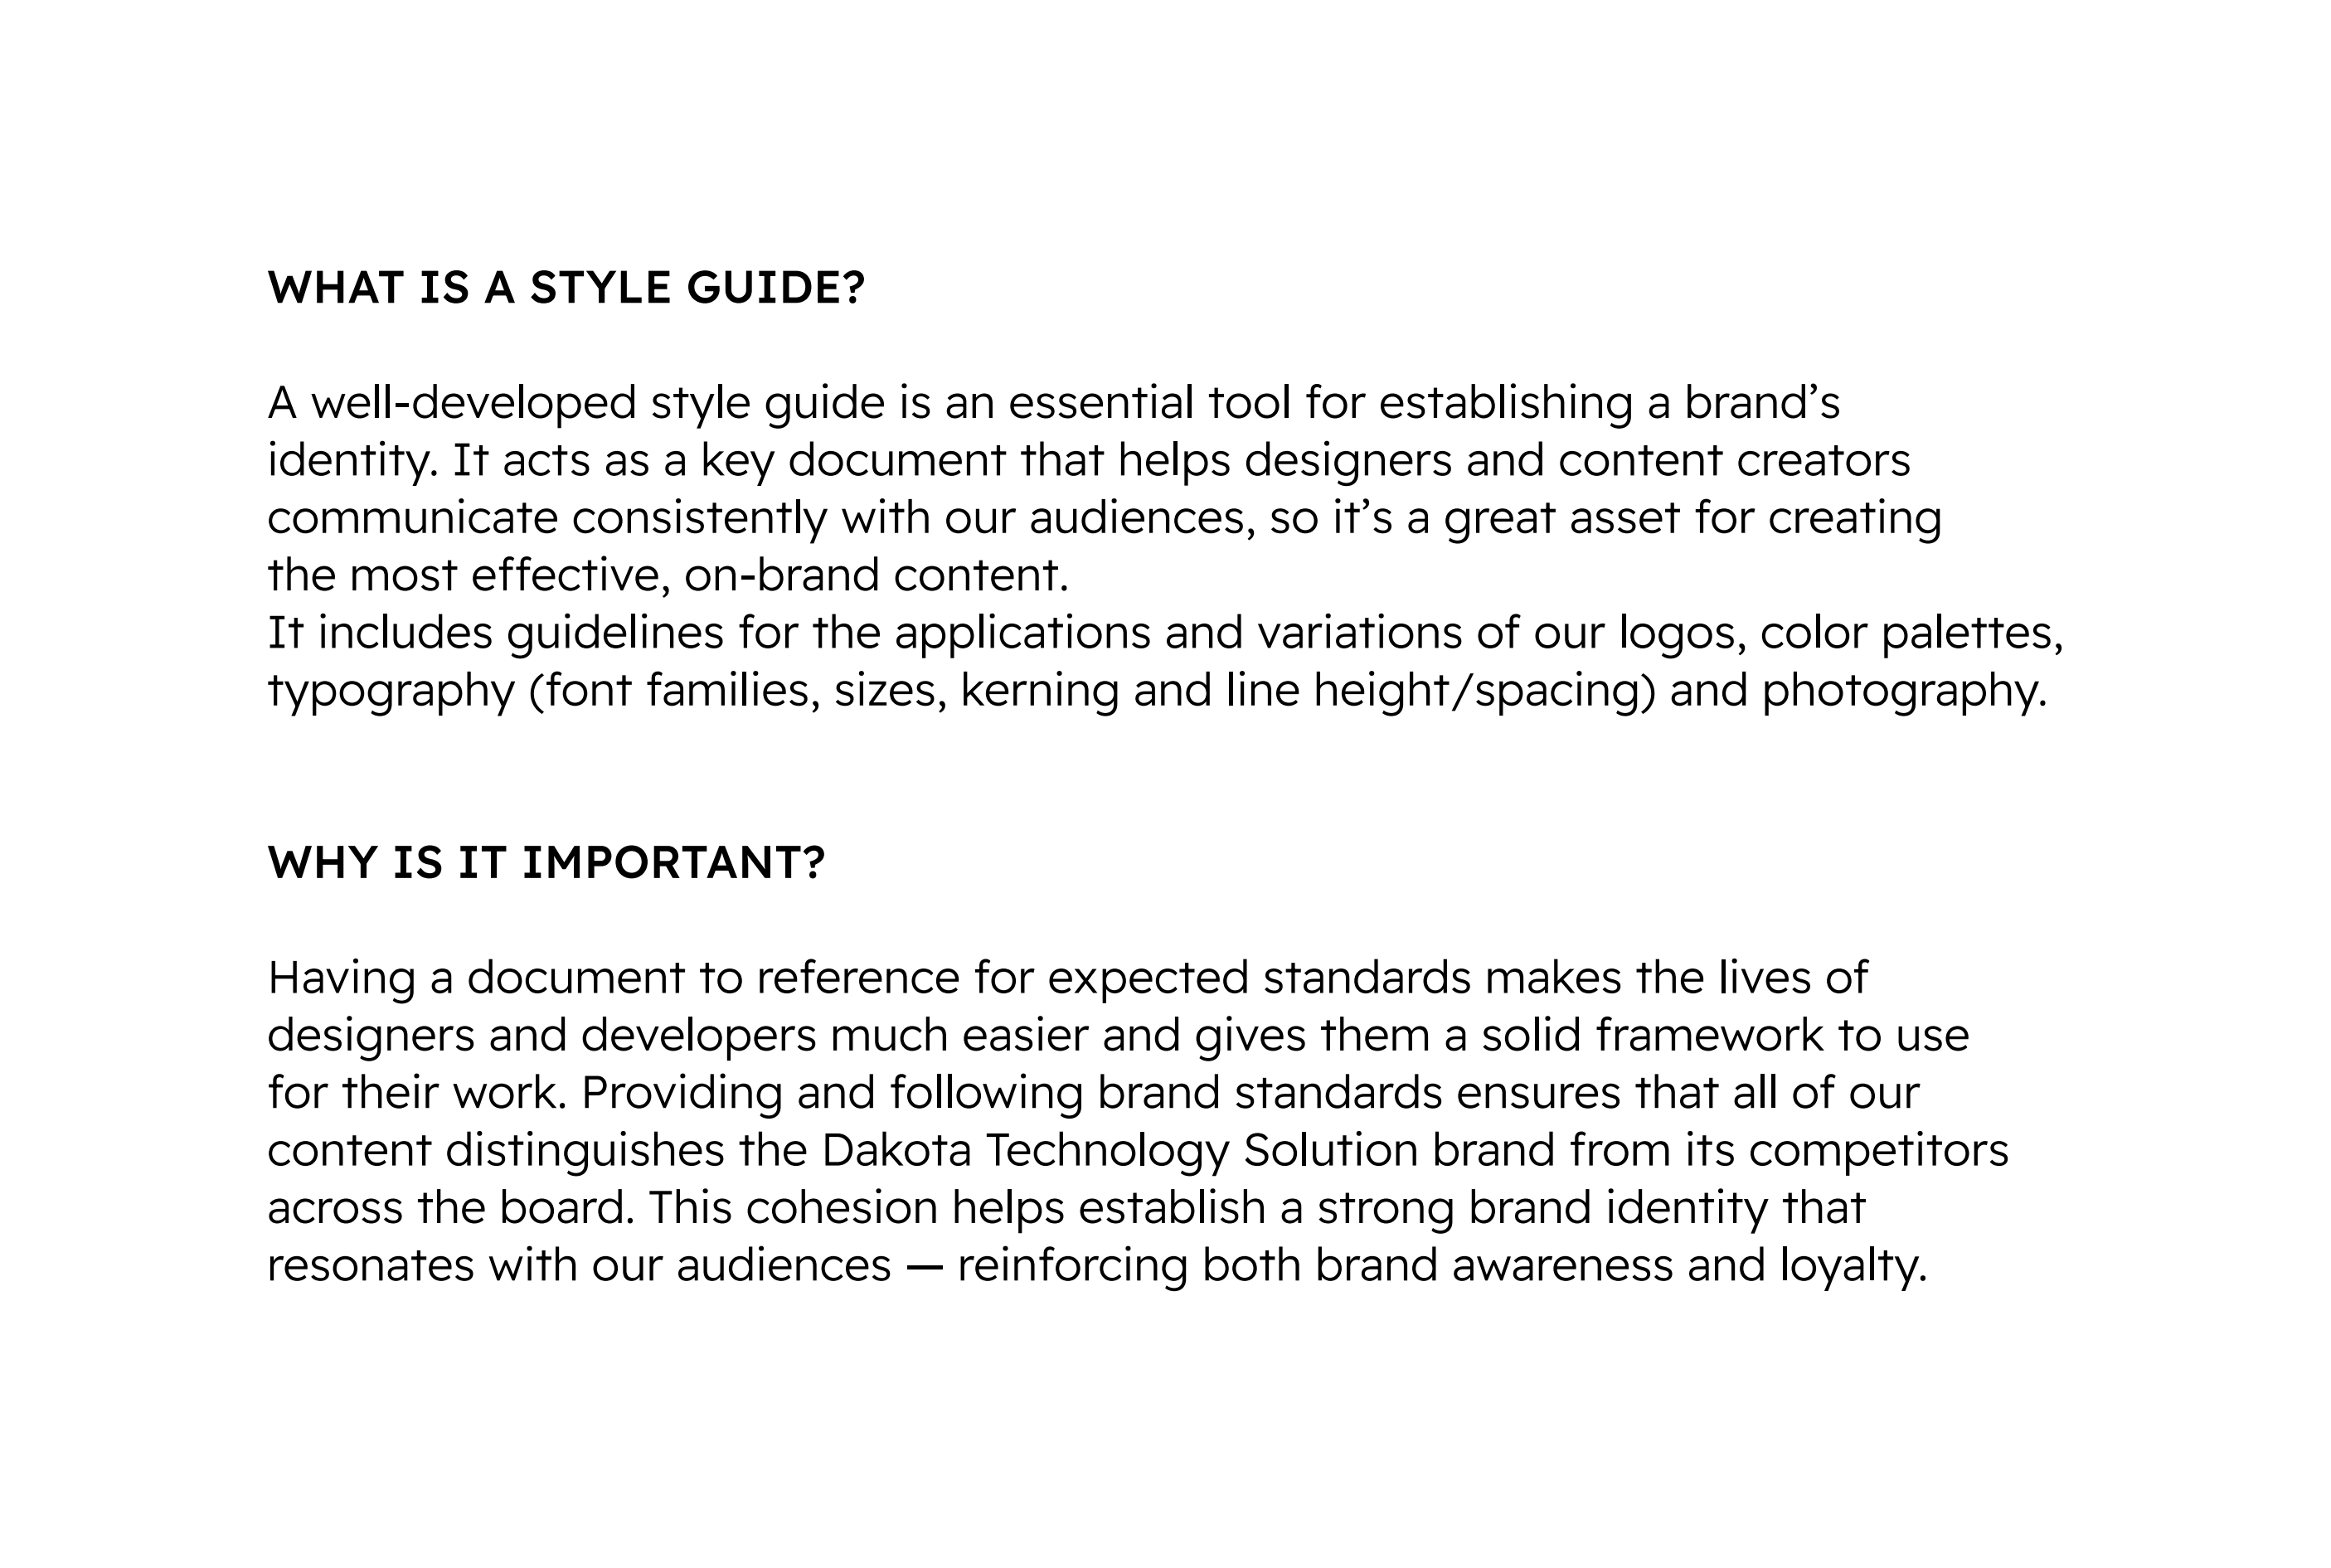 WHAT IS A STYLE GUIDE?
A well-developed style guide is an essential tool for establishing a brand’s
identity. It acts as a key document that helps designers and content creators
communicate consistently with our audiences, so it’s a great asset for creating
the most effective, on-brand content.
It includes guidelines for the applications and variations of our logos, color palettes,
typography (font families, sizes, kerning and line height/spacing) and photography.
WHY IS IT IMPORTANT?
Having a document to reference for expected standards makes the lives of
designers and developers much easier and gives them a solid framework to use
for their work. Providing and following brand standards ensures that all of our
content distinguishes the Dakota Technology Solution brand from its competitors
across the board. This cohesion helps establish a strong brand identity that
resonates with our audiences — reinforcing both brand awareness and loyalty.